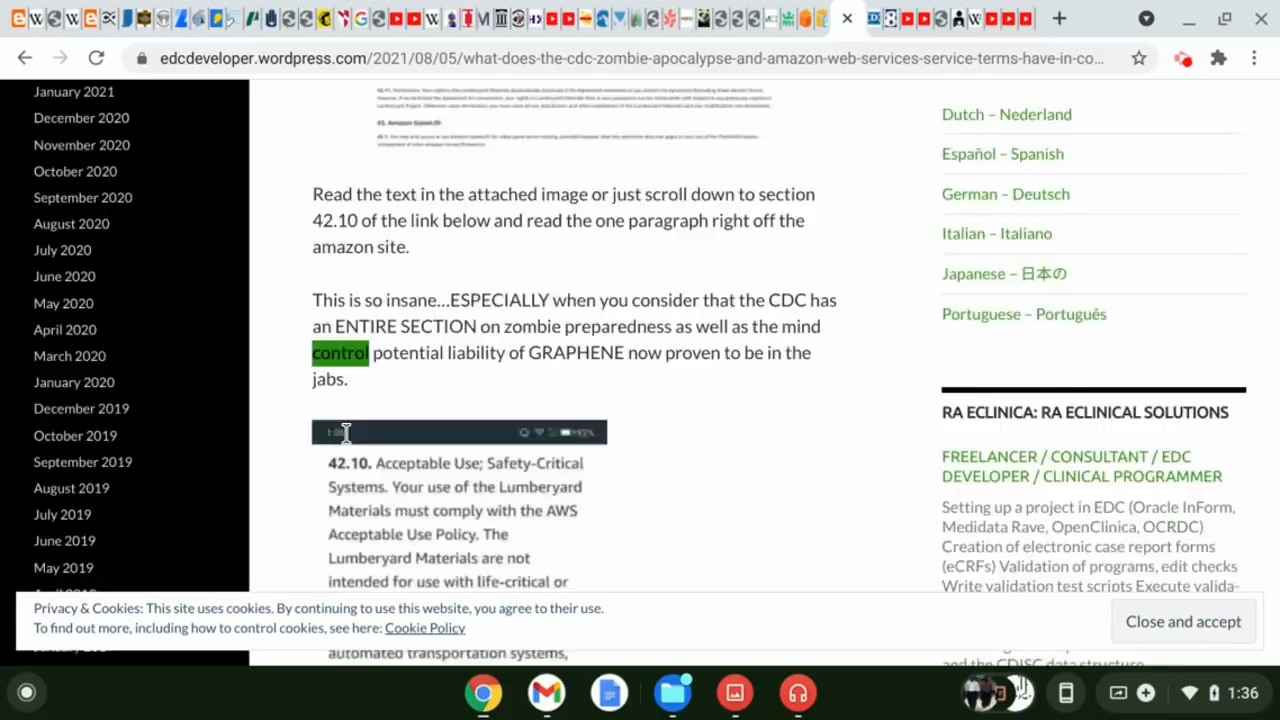 edcdeveloper.wordpress.com/2021/08/05/what-does-the-cdc-zombie-apocalypse-and-amazon-web-services-service-terms-have-in-co...
January 2021
December 2020
November 2020
October 2020
September 2020
August 2020
July 2020
June 2020
May 2020
April 2020
March 2020
January 2020
December 2019
October 2019
September 2019
August 2019
July 2019
June 2019
May 2019
Read the text in the attached image or just scroll down to section
42.10 of the link below and read the one paragraph right off the
amazon site.
This is so insane...ESPECIALLY when you consider that the CDC has
an ENTIRE SECTION on zombie preparedness as well as the mind
control potential liability of GRAPHENE now proven to be in the
jabs.
42.10. Acceptable Use; Safety-Critical
Systems. Your use of the Lumberyard
Materials must comply with the AWS
Acceptable Use Policy. The
Lumberyard Materials are not
intended for use with life-critical or
automated transportation systems,
Dutch – Nederland
Español – Spanish
German – Deutsch
Italian – Italiano
Japanese – 日本の
Portuguese – Português
RA ECLINICA: RA ECLINICAL SOLUTIONS
FREELANCER / CONSULTANT / EDC
DEVELOPER / CLINICAL PROGRAMMER
Setting up a project in EDC (Oracle InForm,
Medidata Rave, OpenClinica, OCRDC)
Creation of electronic case report forms
(eCRFs) Validation of programs, edit checks
Write validation test scripts Execute valida-
and the CDISC data structure
Privacy & Cookies: This site uses cookies. By continuing to use this website, you agree to their use.
To find out more, including how to control cookies, see here: Cookie Policy
Close and accept
1:36